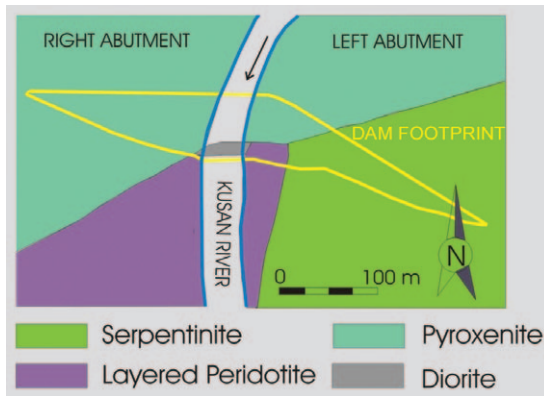 RIGHT ABUTMENT
LEFT ABUTMENT
DAM FOOTPRINT
KUSAN RIVER
N
0 100 m
Serpentinite
Pyroxenite
Layered Peridotite
Diorite